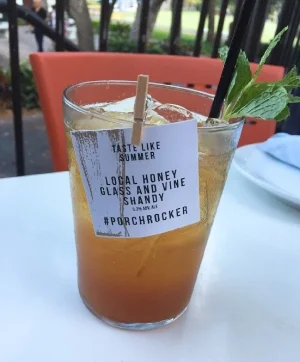 TASTE LIKE
SUMMER
LOCAL HONEY
GLASS AND VINE
SHANDY
#PORCHROCKER